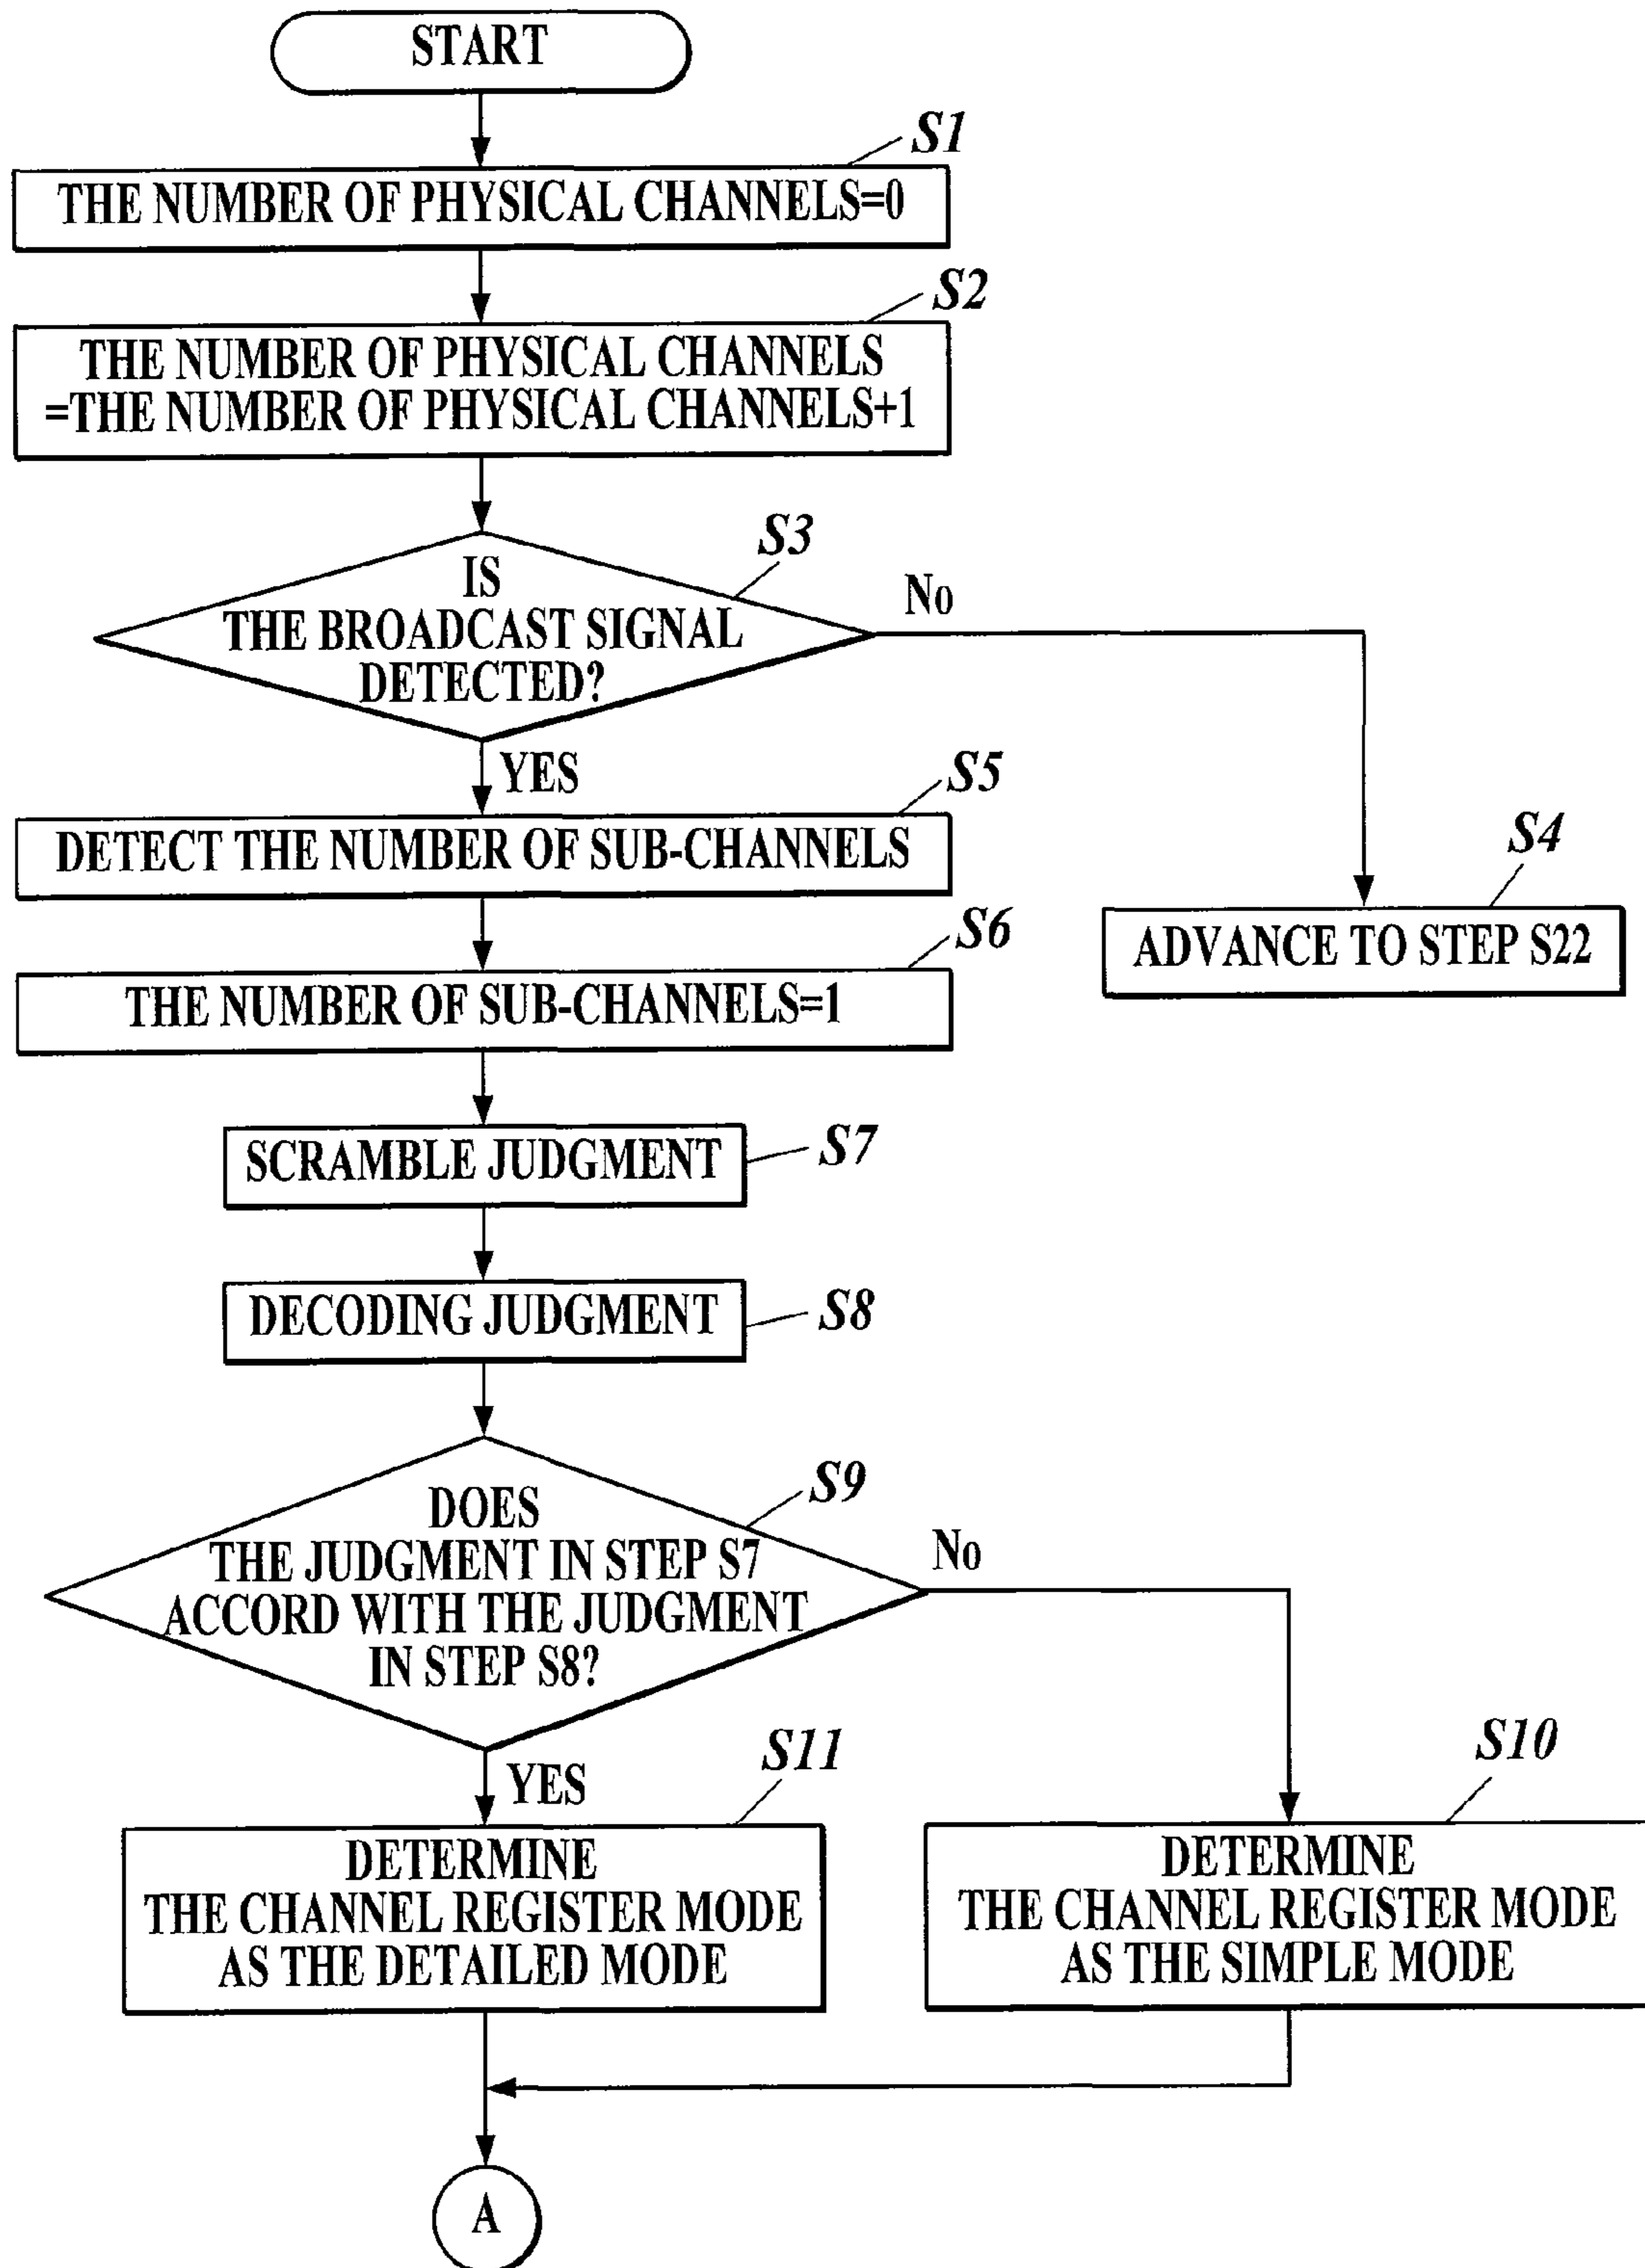 START
S1
THE NUMBER OF PHYSICAL CHANNELS=0
S2
THE NUMBER OF PHYSICAL CHANNELS
=THE NUMBER OF PHYSICAL CHANNELS+1
S3
IS
THE BROADCAST SIGNAL
DETECTED?
No
YES
S5
DETECT THE NUMBER OF SUB-CHANNELS
S4
ADVANCE TO STEP S22
S6
THE NUMBER OF SUB-CHANNELS=1
SCRAMBLE JUDGMENT
S7
DECODING JUDGMENT
S8
S9
DOES
THE JUDGMENT IN STEP S7
ACCORD WITH THE JUDGMENT
IN STEP S8?
No
YES
S11
DETERMINE
THE CHANNEL REGISTER MODE
AS THE DETAILED MODE
S10
DETERMINE
THE CHANNEL REGISTER MODE
AS THE SIMPLE MODE
A